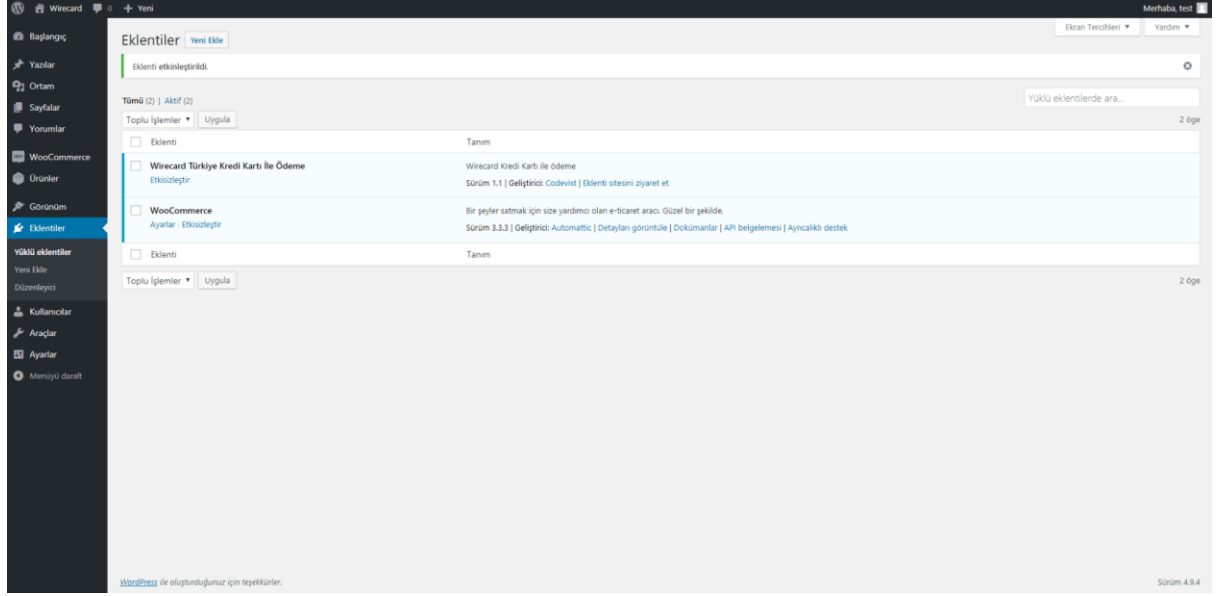 Wirecard 0 + Yeni Merhaba, test
Ekran Tercihleri ▼ Yardım ▼
Başlangıç
Yazılar
Ortam
Sayfalar
Yorumlar
WooCommerce
Ürünler
Görünüm
Eklentiler
Yüklü eklentiler
Yeni Ekle
Düzenleyici
Kullanıcılar
Araçlar
Ayarlar
Menüyü daralt
Eklentiler Yeni Ekle
Eklenti etkinleştirildi.
Tümü (2) | Aktif (2)
Yüklü eklentilerde ara...
Toplu İşlemler ▼ Uygula 2 öge
Eklenti Tanım
Wirecard Türkiye Kredi Kartı İle Ödeme Wirecard Kredi Kartı ile ödeme
Etkisizleştir Sürüm 1.1 | Geliştirici: Codevist | Eklenti sitesini ziyaret et
WooCommerce Bir şeyler satmak için size yardımcı olan e-ticaret aracı. Güzel bir şekilde.
Ayarlar | Etkisizleştir Sürüm 3.3.3 | Geliştirici: Automattic | Detayları görüntüle | Dokümanlar | API belgelemesi | Ayrıcalıklı destek
Eklenti Tanım
Toplu İşlemler ▼ Uygula 2 öge
WordPress ile oluşturduğunuz için teşekkürler. Sürüm 4.9.4